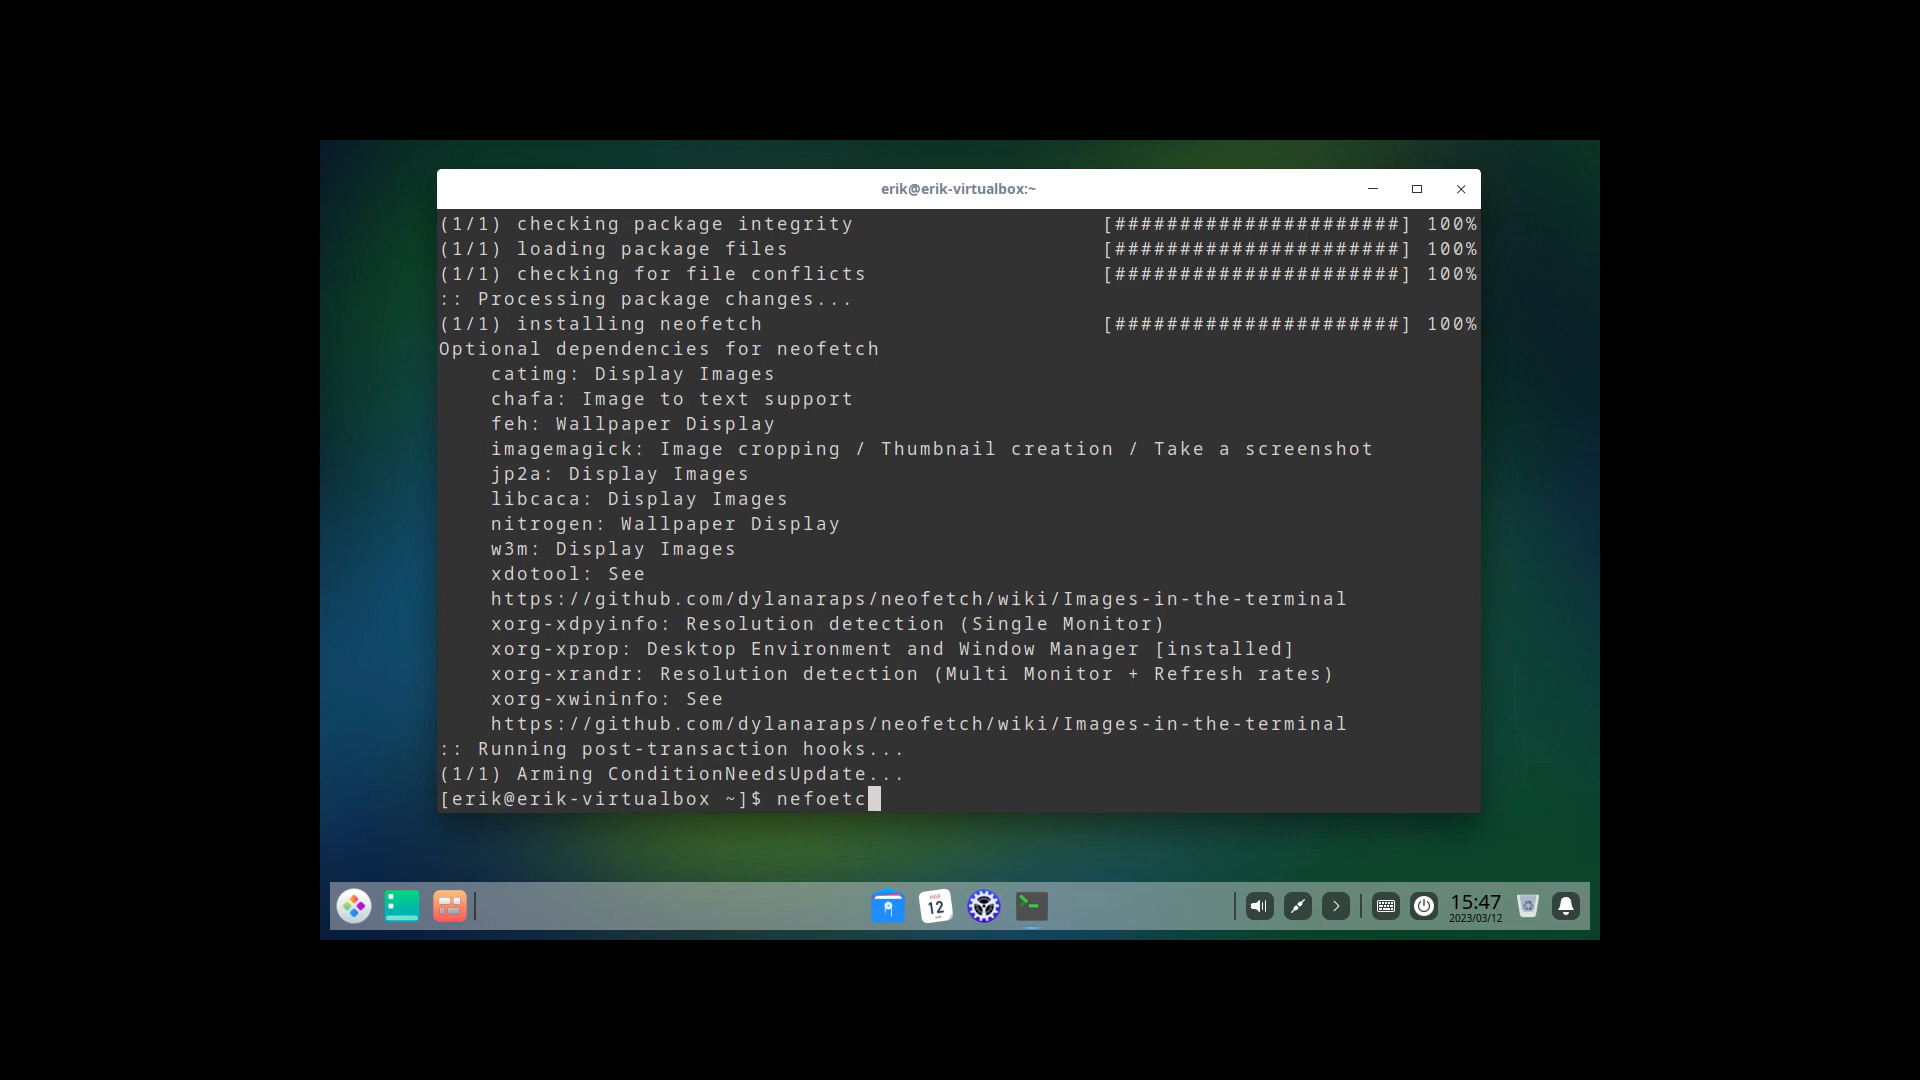 erik@erik-virtualbox:~
(1/1) checking package integrity [######################] 100%
(1/1) loading package files [######################] 100%
(1/1) checking for file conflicts [######################] 100%
:: Processing package changes...
(1/1) installing neofetch [######################] 100%
Optional dependencies for neofetch
catimg: Display Images
chafa: Image to text support
feh: Wallpaper Display
imagemagick: Image cropping / Thumbnail creation / Take a screenshot
jp2a: Display Images
libcaca: Display Images
nitrogen: Wallpaper Display
w3m: Display Images
xdotool: See
https://github.com/dylanaraps/neofetch/wiki/Images-in-the-terminal
xorg-xdpyinfo: Resolution detection (Single Monitor)
xorg-xprop: Desktop Environment and Window Manager [installed]
xorg-xrandr: Resolution detection (Multi Monitor + Refresh rates)
xorg-xwininfo: See
https://github.com/dylanaraps/neofetch/wiki/Images-in-the-terminal
:: Running post-transaction hooks...
(1/1) Arming ConditionNeedsUpdate...
[erik@erik-virtualbox ~]$ nefoetc
MAR
12
15:47
2023/03/12